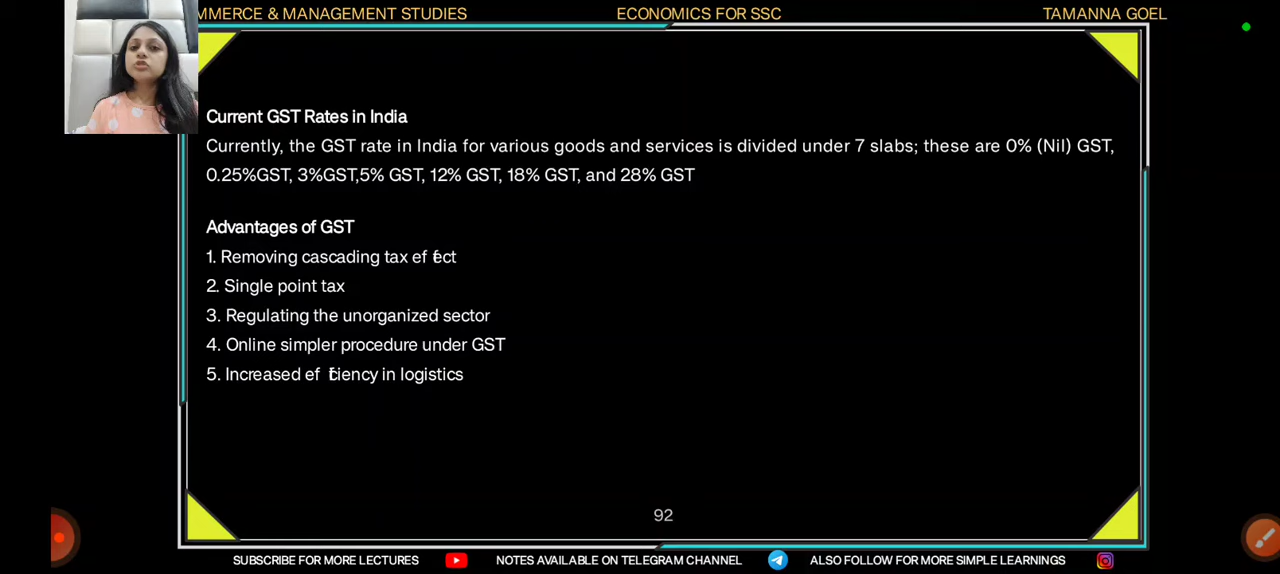 MMERCE & MANAGEMENT STUDIES
ECONOMICS FOR SSC
TAMANNA GOEL
Current GST Rates in India
Currently, the GST rate in India for various goods and services is divided under 7 slabs; these are 0% (Nil) GST,
0.25%GST, 3%GST,5% GST, 12% GST, 18% GST, and 28% GST
Advantages of GST
1. Removing cascading tax effect
2. Single point tax
3. Regulating the unorganized sector
4. Online simpler procedure under GST
5. Increased efficiency in logistics
92
SUBSCRIBE FOR MORE LECTURES
NOTES AVAILABLE ON TELEGRAM CHANNEL
ALSO FOLLOW FOR MORE SIMPLE LEARNINGS